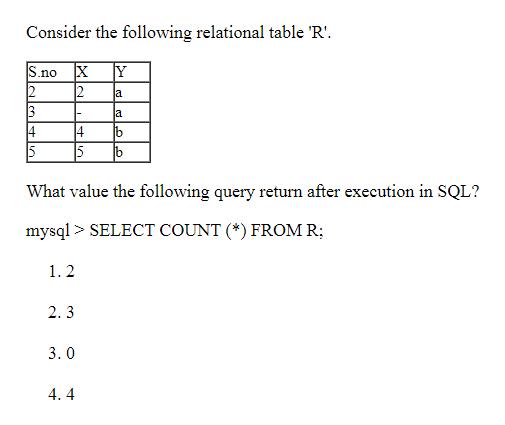 Consider the following relational table 'R'.
S.no X Y
2 2 a
3 - a
4 4 b
5 5 b
What value the following query return after execution in SQL?
mysql > SELECT COUNT (*) FROM R;
1. 2
2. 3
3. 0
4. 4